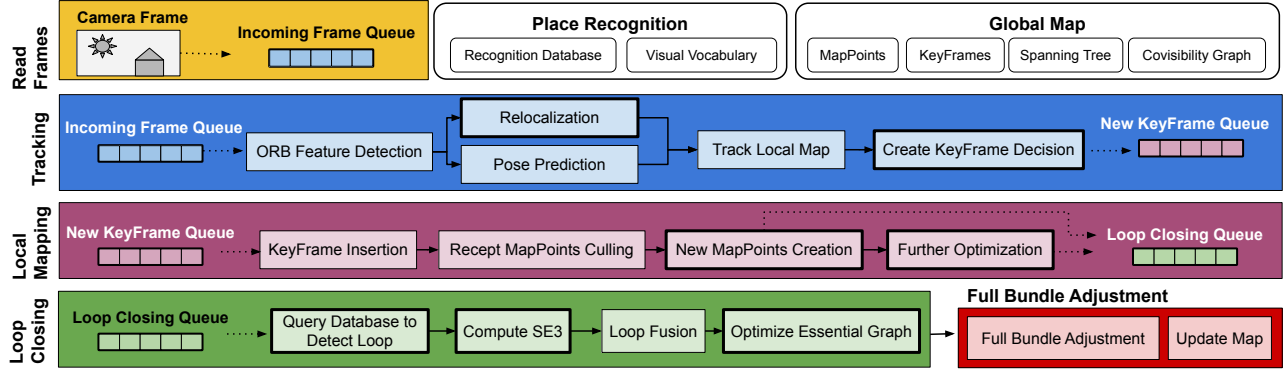 Read
Frames
Camera Frame
Incoming Frame Queue
Place Recognition
Recognition Database
Visual Vocabulary
Global Map
MapPoints
KeyFrames
Spanning Tree
Covisibility Graph
Tracking
Incoming Frame Queue
ORB Feature Detection
Relocalization
Pose Prediction
Track Local Map
Create KeyFrame Decision
New KeyFrame Queue
Local
Mapping
New KeyFrame Queue
KeyFrame Insertion
Recept MapPoints Culling
New MapPoints Creation
Further Optimization
Loop Closing Queue
Loop
Closing
Loop Closing Queue
Query Database to
Detect Loop
Compute SE3
Loop Fusion
Optimize Essential Graph
Full Bundle Adjustment
Full Bundle Adjustment
Update Map